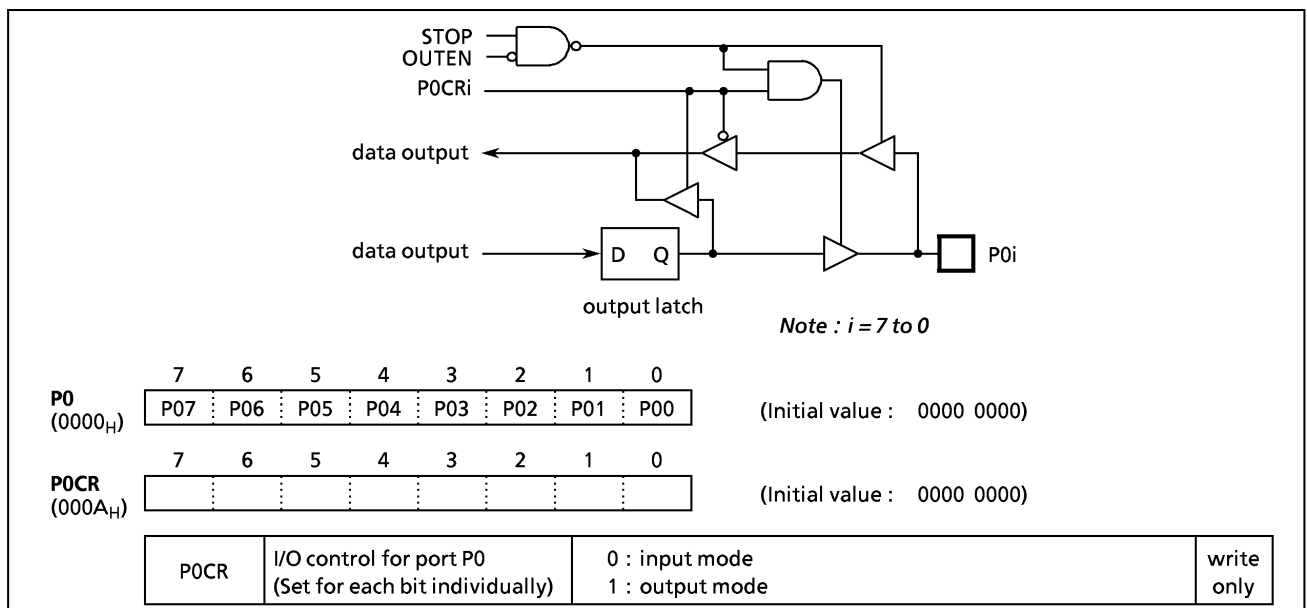 STOP
OUTEN
P0CRi
data output
data output
D Q
P0i
output latch
Note : i = 7 to 0
7 6 5 4 3 2 1 0
P0
(0000H)
P07 P06 P05 P04 P03 P02 P01 P00
(Initial value : 0000 0000)
7 6 5 4 3 2 1 0
P0CR
(000AH)
(Initial value : 0000 0000)
P0CR
I/O control for port P0
(Set for each bit individually)
0 : input mode
1 : output mode
write
only